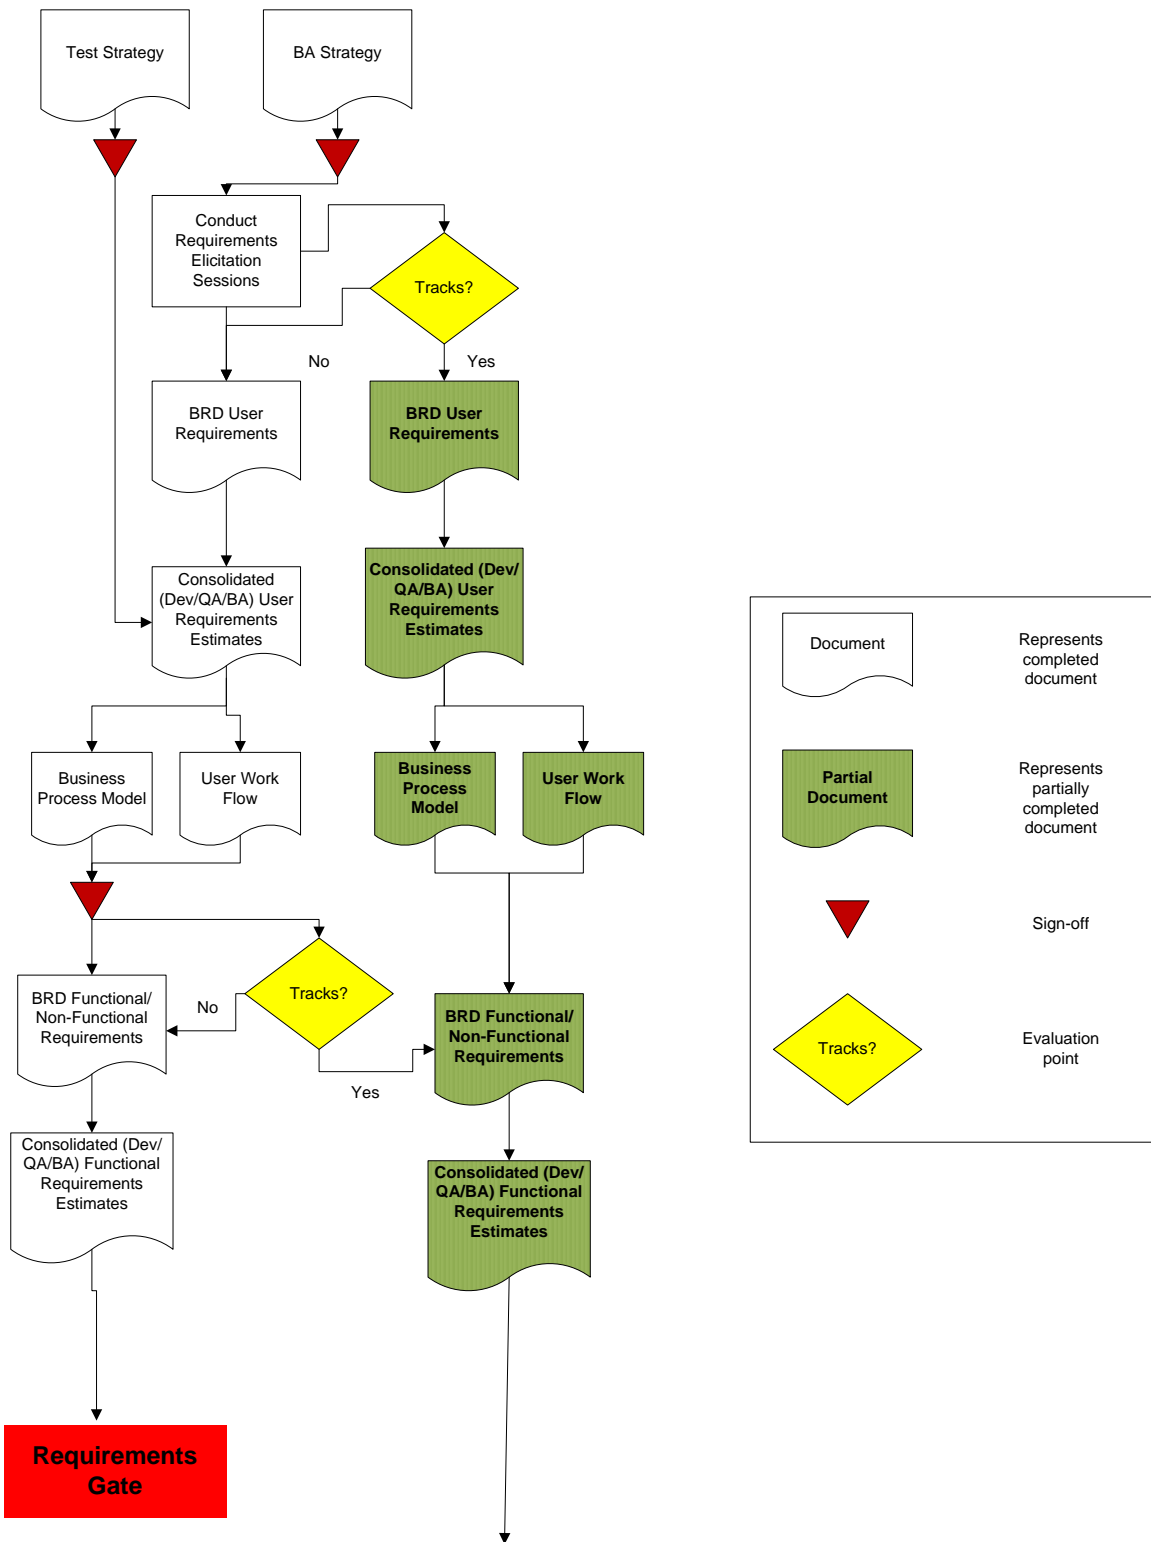 Test Strategy
BA Strategy
Conduct
Requirements
Elicitation
Sessions
Tracks?
No
Yes
BRD User
Requirements
BRD User
Requirements
Consolidated
(Dev/QA/BA) User
Requirements
Estimates
Consolidated (Dev/
QA/BA) User
Requirements
Estimates
Business
Process Model
User Work
Flow
Business
Process
Model
User Work
Flow
Tracks?
No
Yes
BRD Functional/
Non-Functional
Requirements
BRD Functional/
Non-Functional
Requirements
Consolidated (Dev/
QA/BA) Functional
Requirements
Estimates
Consolidated (Dev/
QA/BA) Functional
Requirements
Estimates
Requirements
Gate
Document
Represents
completed
document
Partial
Document
Represents
partially
completed
document
Sign-off
Tracks?
Evaluation
point